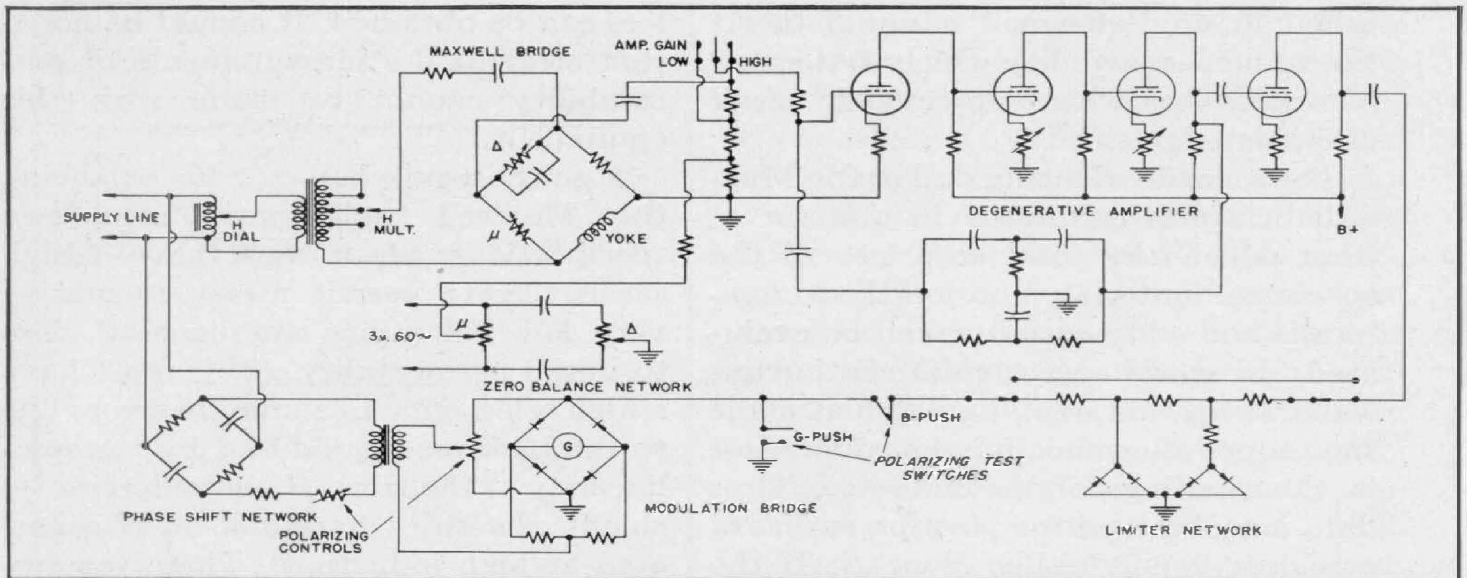 MAXWELL BRIDGE
AMP. GAIN
LOW
HIGH
SUPPLY LINE
H
DIAL
H
MULT.
Δ
μ
YOKE
DEGENERATIVE AMPLIFIER
B+
3v. 60~
μ
Δ
ZERO BALANCE NETWORK
B-PUSH
G-PUSH
POLARIZING TEST
SWITCHES
G
PHASE SHIFT NETWORK
POLARIZING
CONTROLS
MODULATION BRIDGE
LIMITER NETWORK